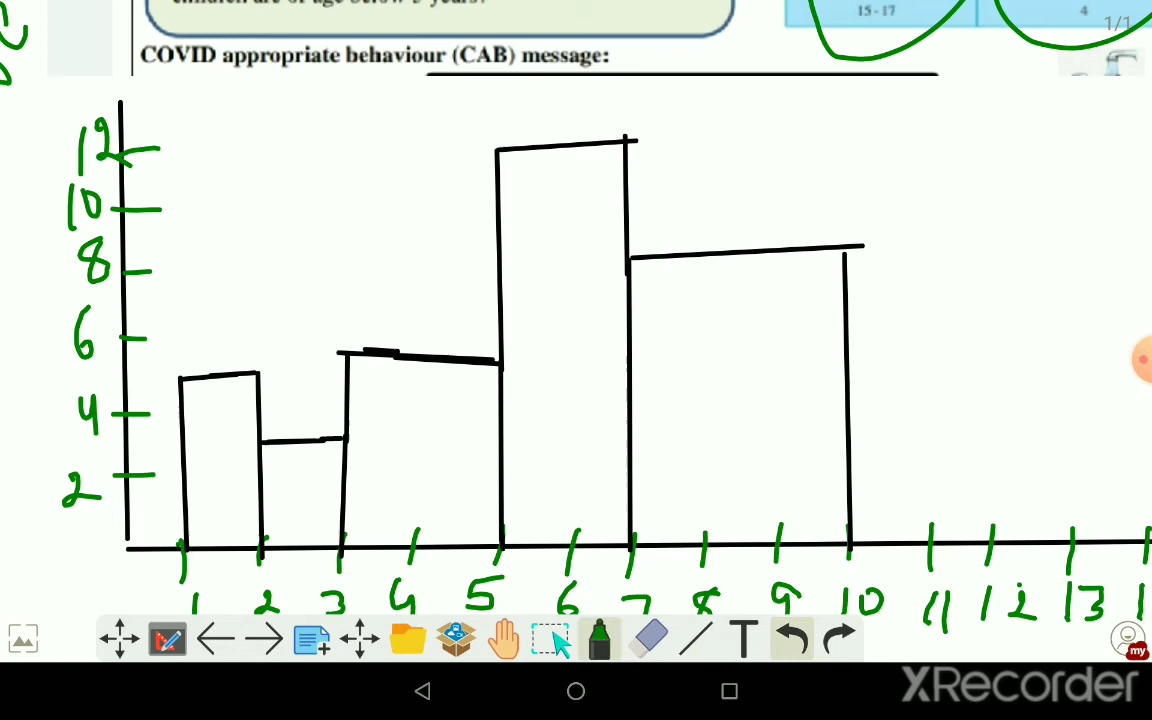 15-17
4
1/1
COVID appropriate behaviour (CAB) message:
12
10
8
6
4
2
1 2 3 4 5 6 7 8 9 10 11 12 13
T
my
XRecorder